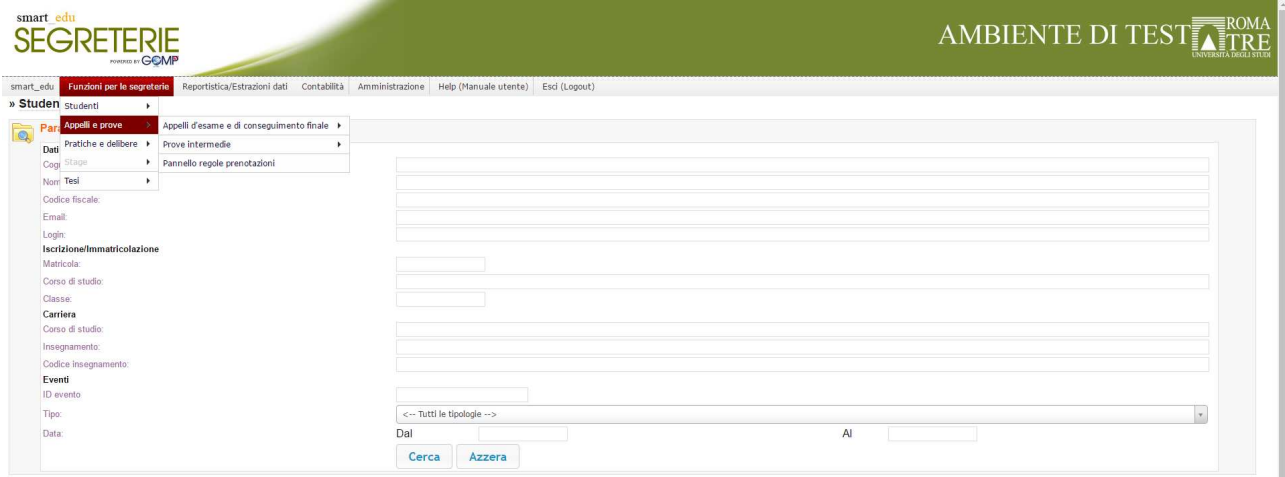 smart_edu
SEGRETERIE
POWERED BY GOMP
AMBIENTE DI TEST
ROMA
TRE
UNIVERSITÀ DEGLI STUDI
smart_edu Funzioni per le segreterie Reportistica/Estrazioni dati Contabilità Amministrazione Help (Manuale utente) Esci (Logout)
» Studen
Studenti
Para
Appelli e prove Appelli d'esame e di conseguimento finale
Dati
Pratiche e delibere Prove intermedie
Cogn
Stage Pannello regole prenotazioni
Nom
Tesi
Codice fiscale:
Email:
Login:
Iscrizione/Immatricolazione
Matricola:
Corso di studio:
Classe:
Carriera
Corso di studio:
Insegnamento:
Codice insegnamento:
Eventi
ID evento
Tipo: <-- Tutti le tipologie -->
Data: Dal Al
Cerca Azzera